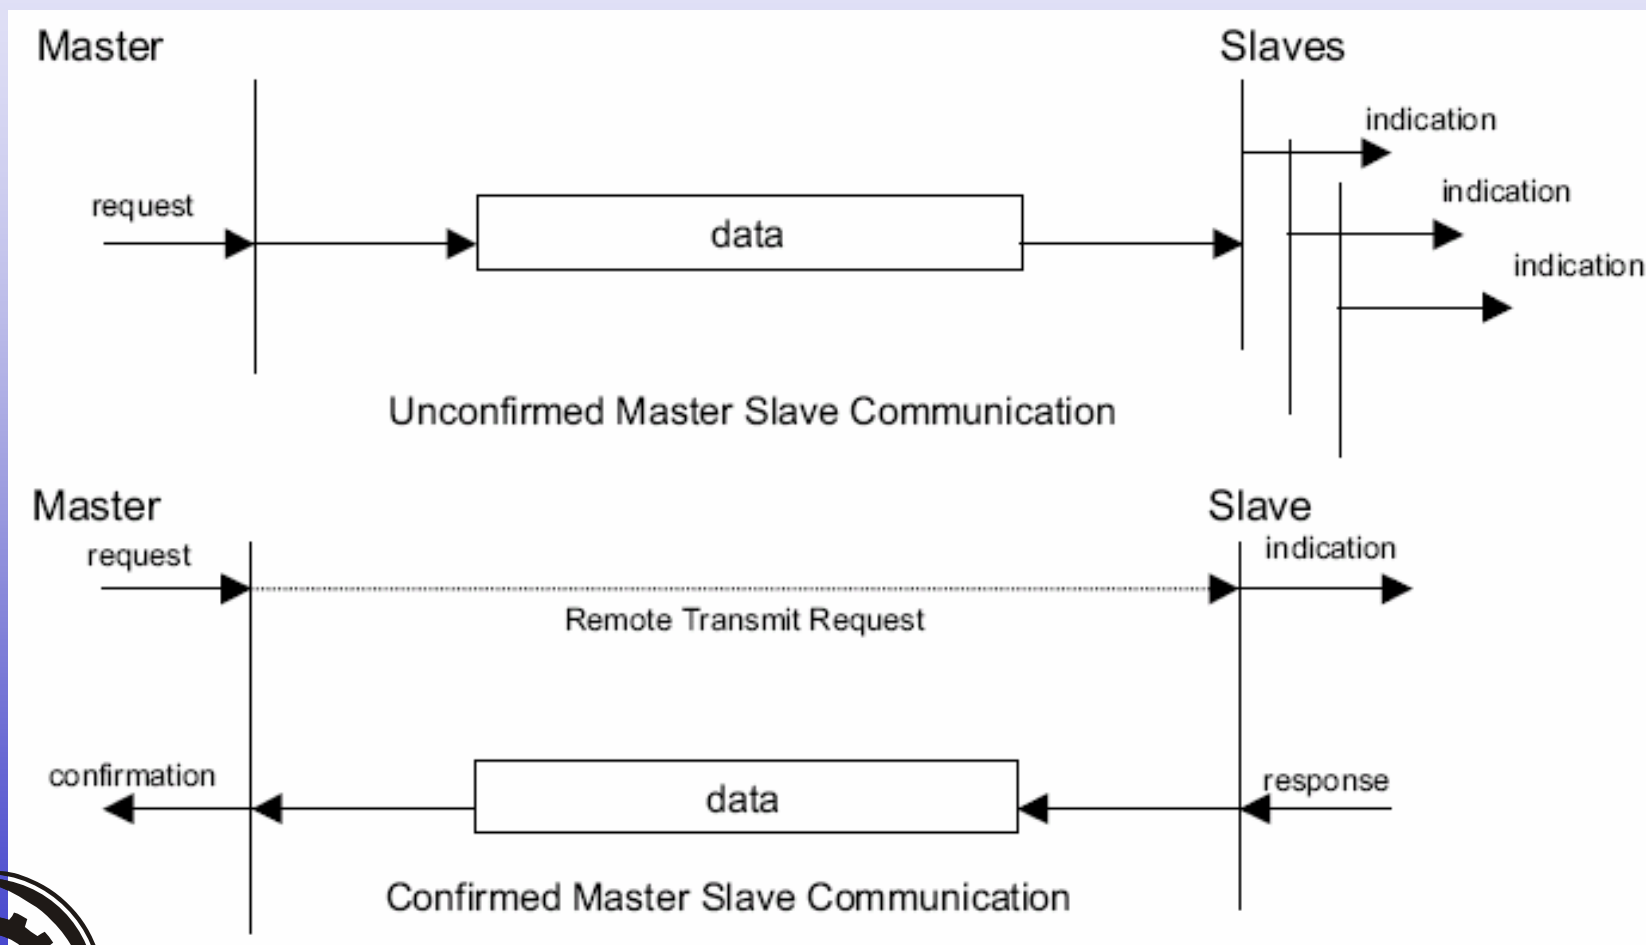 Master
Slaves
indication
request
data
indication
indication
Unconfirmed Master Slave Communication
Master
Slave
request
indication
Remote Transmit Request
confirmation
data
response
Confirmed Master Slave Communication